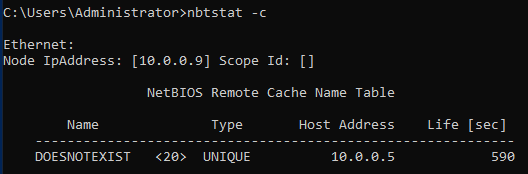 C:\Users\Administrator>nbtstat -c
Ethernet:
Node IpAddress: [10.0.0.9] Scope Id: []
NetBIOS Remote Cache Name Table
Name Type Host Address Life [sec]
------------------------------------------------------------
DOESNOTEXIST <20> UNIQUE 10.0.0.5 590